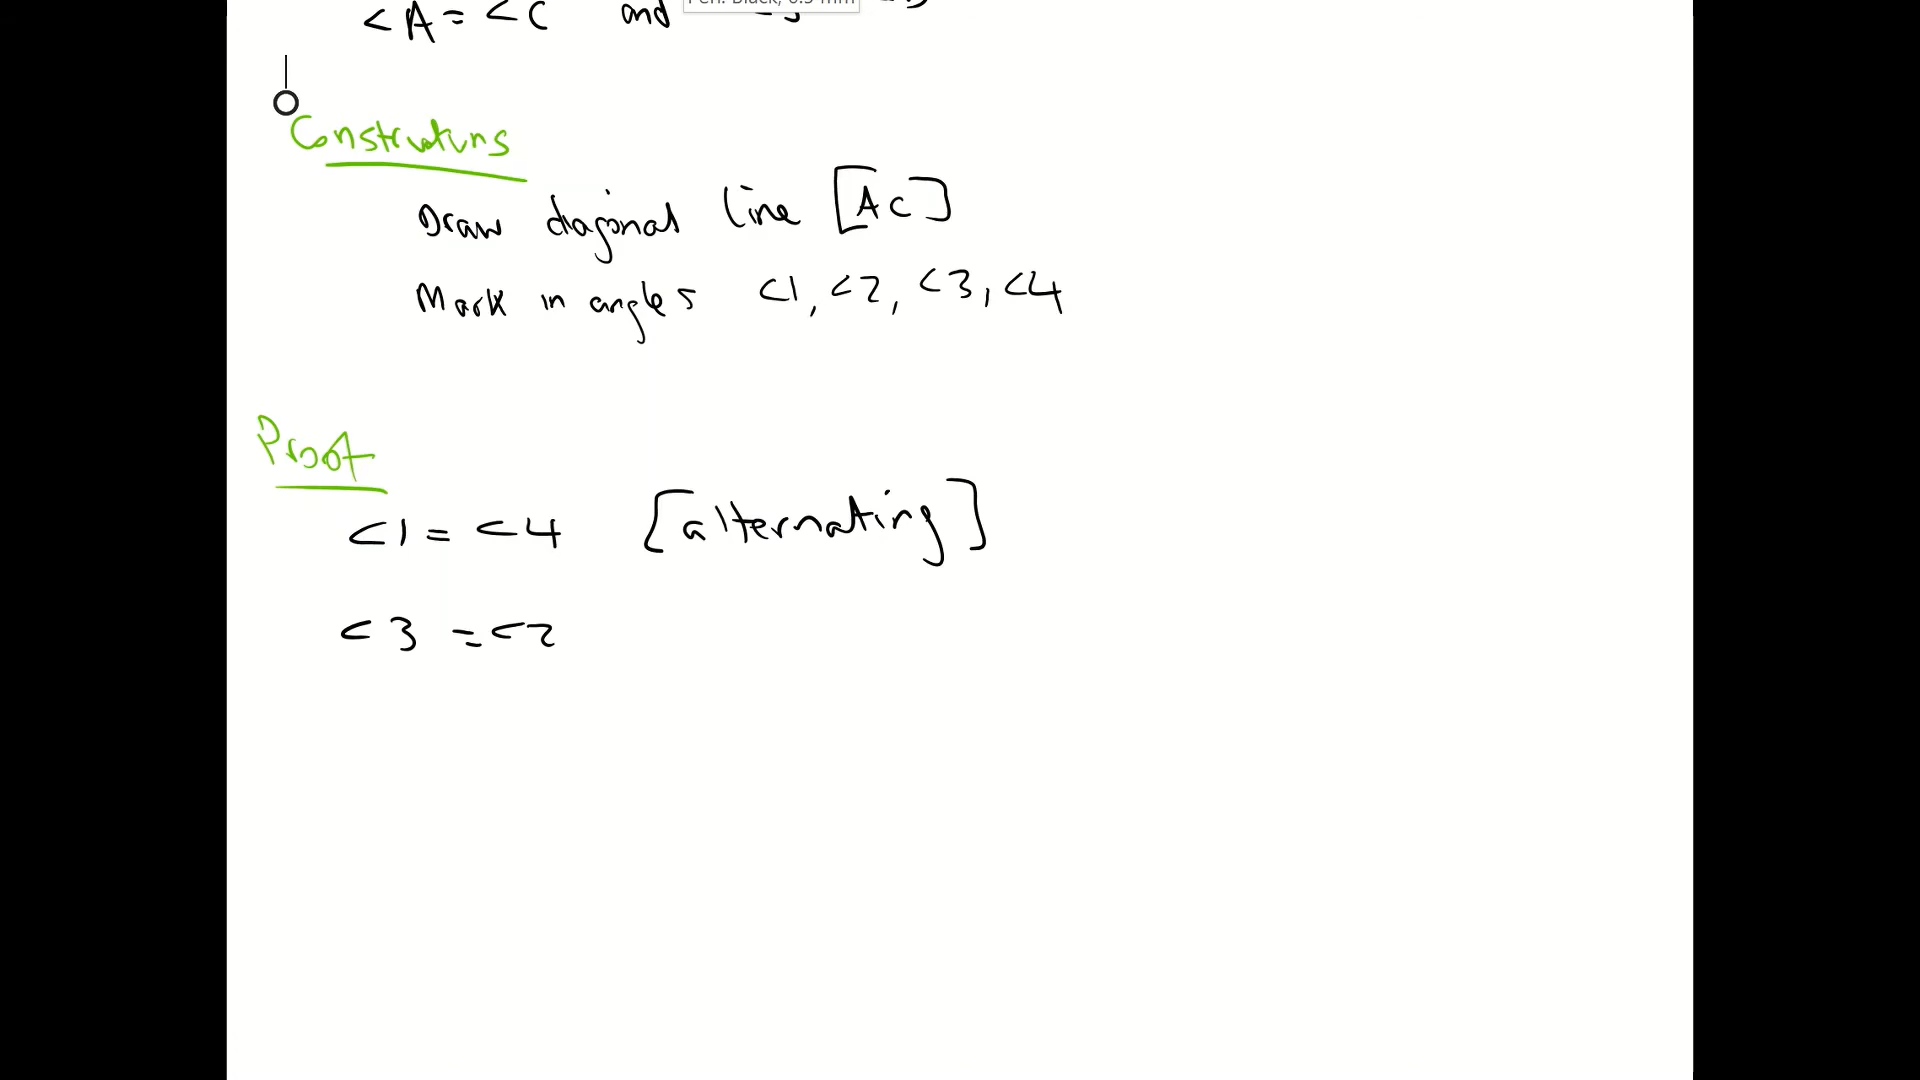 <A = <C and
Constructions
Draw diagonal line [AC]
Mark in angles <1, <2, <3, <4
Proof
<1 = <4 [alternating]
<3 = <2